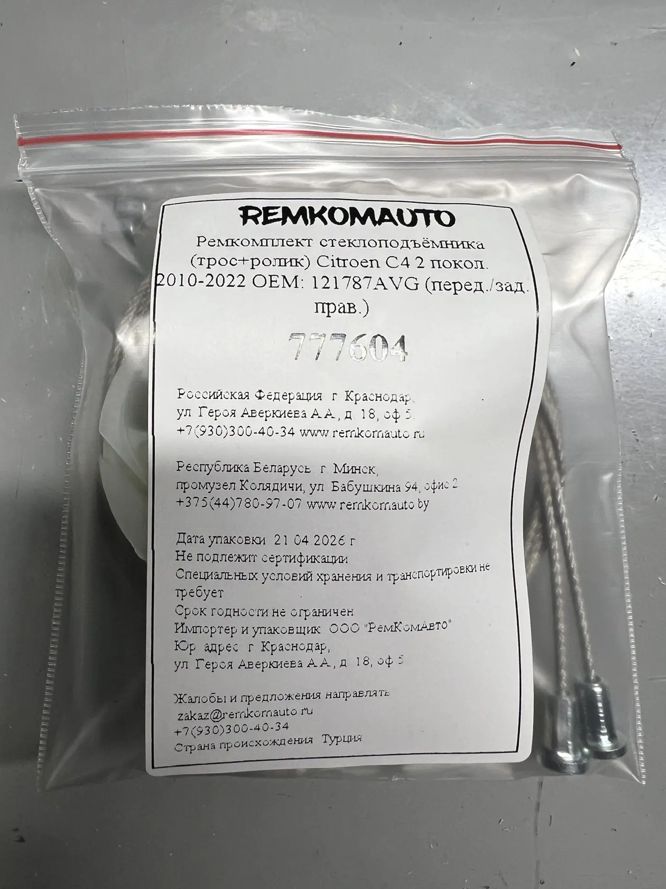 REMKOMAUTO
Ремкомплект стеклоподъёмника
(трос+ролик) Citroen C4 2 покол.
2010-2022 OEM: 121787AVG (перед./зад.
прав.)
777604
Российская Федерация г. Краснодар,
ул. Героя Аверкиева А.А., д. 18, оф 5
+7(930)300-40-34 www.remkomauto.ru
Республика Беларусь г. Минск,
промузел Колядичи, ул. Бабушкина 94, офис 2
+375(44)780-97-07 www.remkomauto.by
Дата упаковки 21.04.2026 г
Не подлежит сертификации
Специальных условий хранения и транспортировки не
требует
Срок годности не ограничен
Импортер и упаковщик ООО "РемКомАвто"
Юр. адрес г. Краснодар,
ул. Героя Аверкиева А.А., д. 18, оф 5
Жалобы и предложения направлять
zakaz@remkomauto.ru
+7(930)300-40-34
Страна происхождения Турция